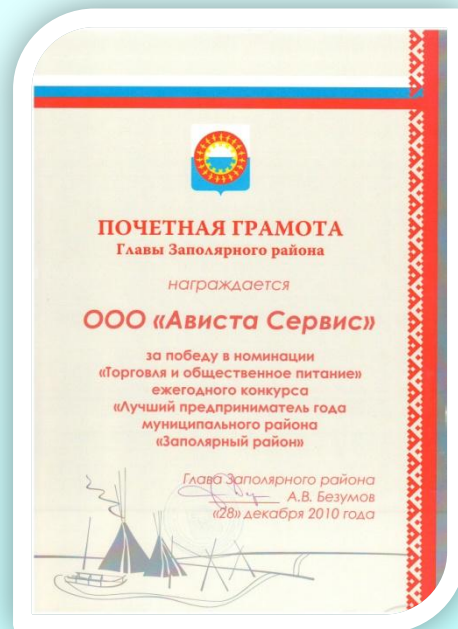 ПОЧЕТНАЯ ГРАМОТА
Главы Заполярного района
награждается
ООО «Ависта Сервис»
за победу в номинации
«Торговля и общественное питание»
ежегодного конкурса
«Лучший предприниматель года
муниципального района
«Заполярный район»
Глава Заполярного района
А.В. Безумов
«28» декабря 2010 года